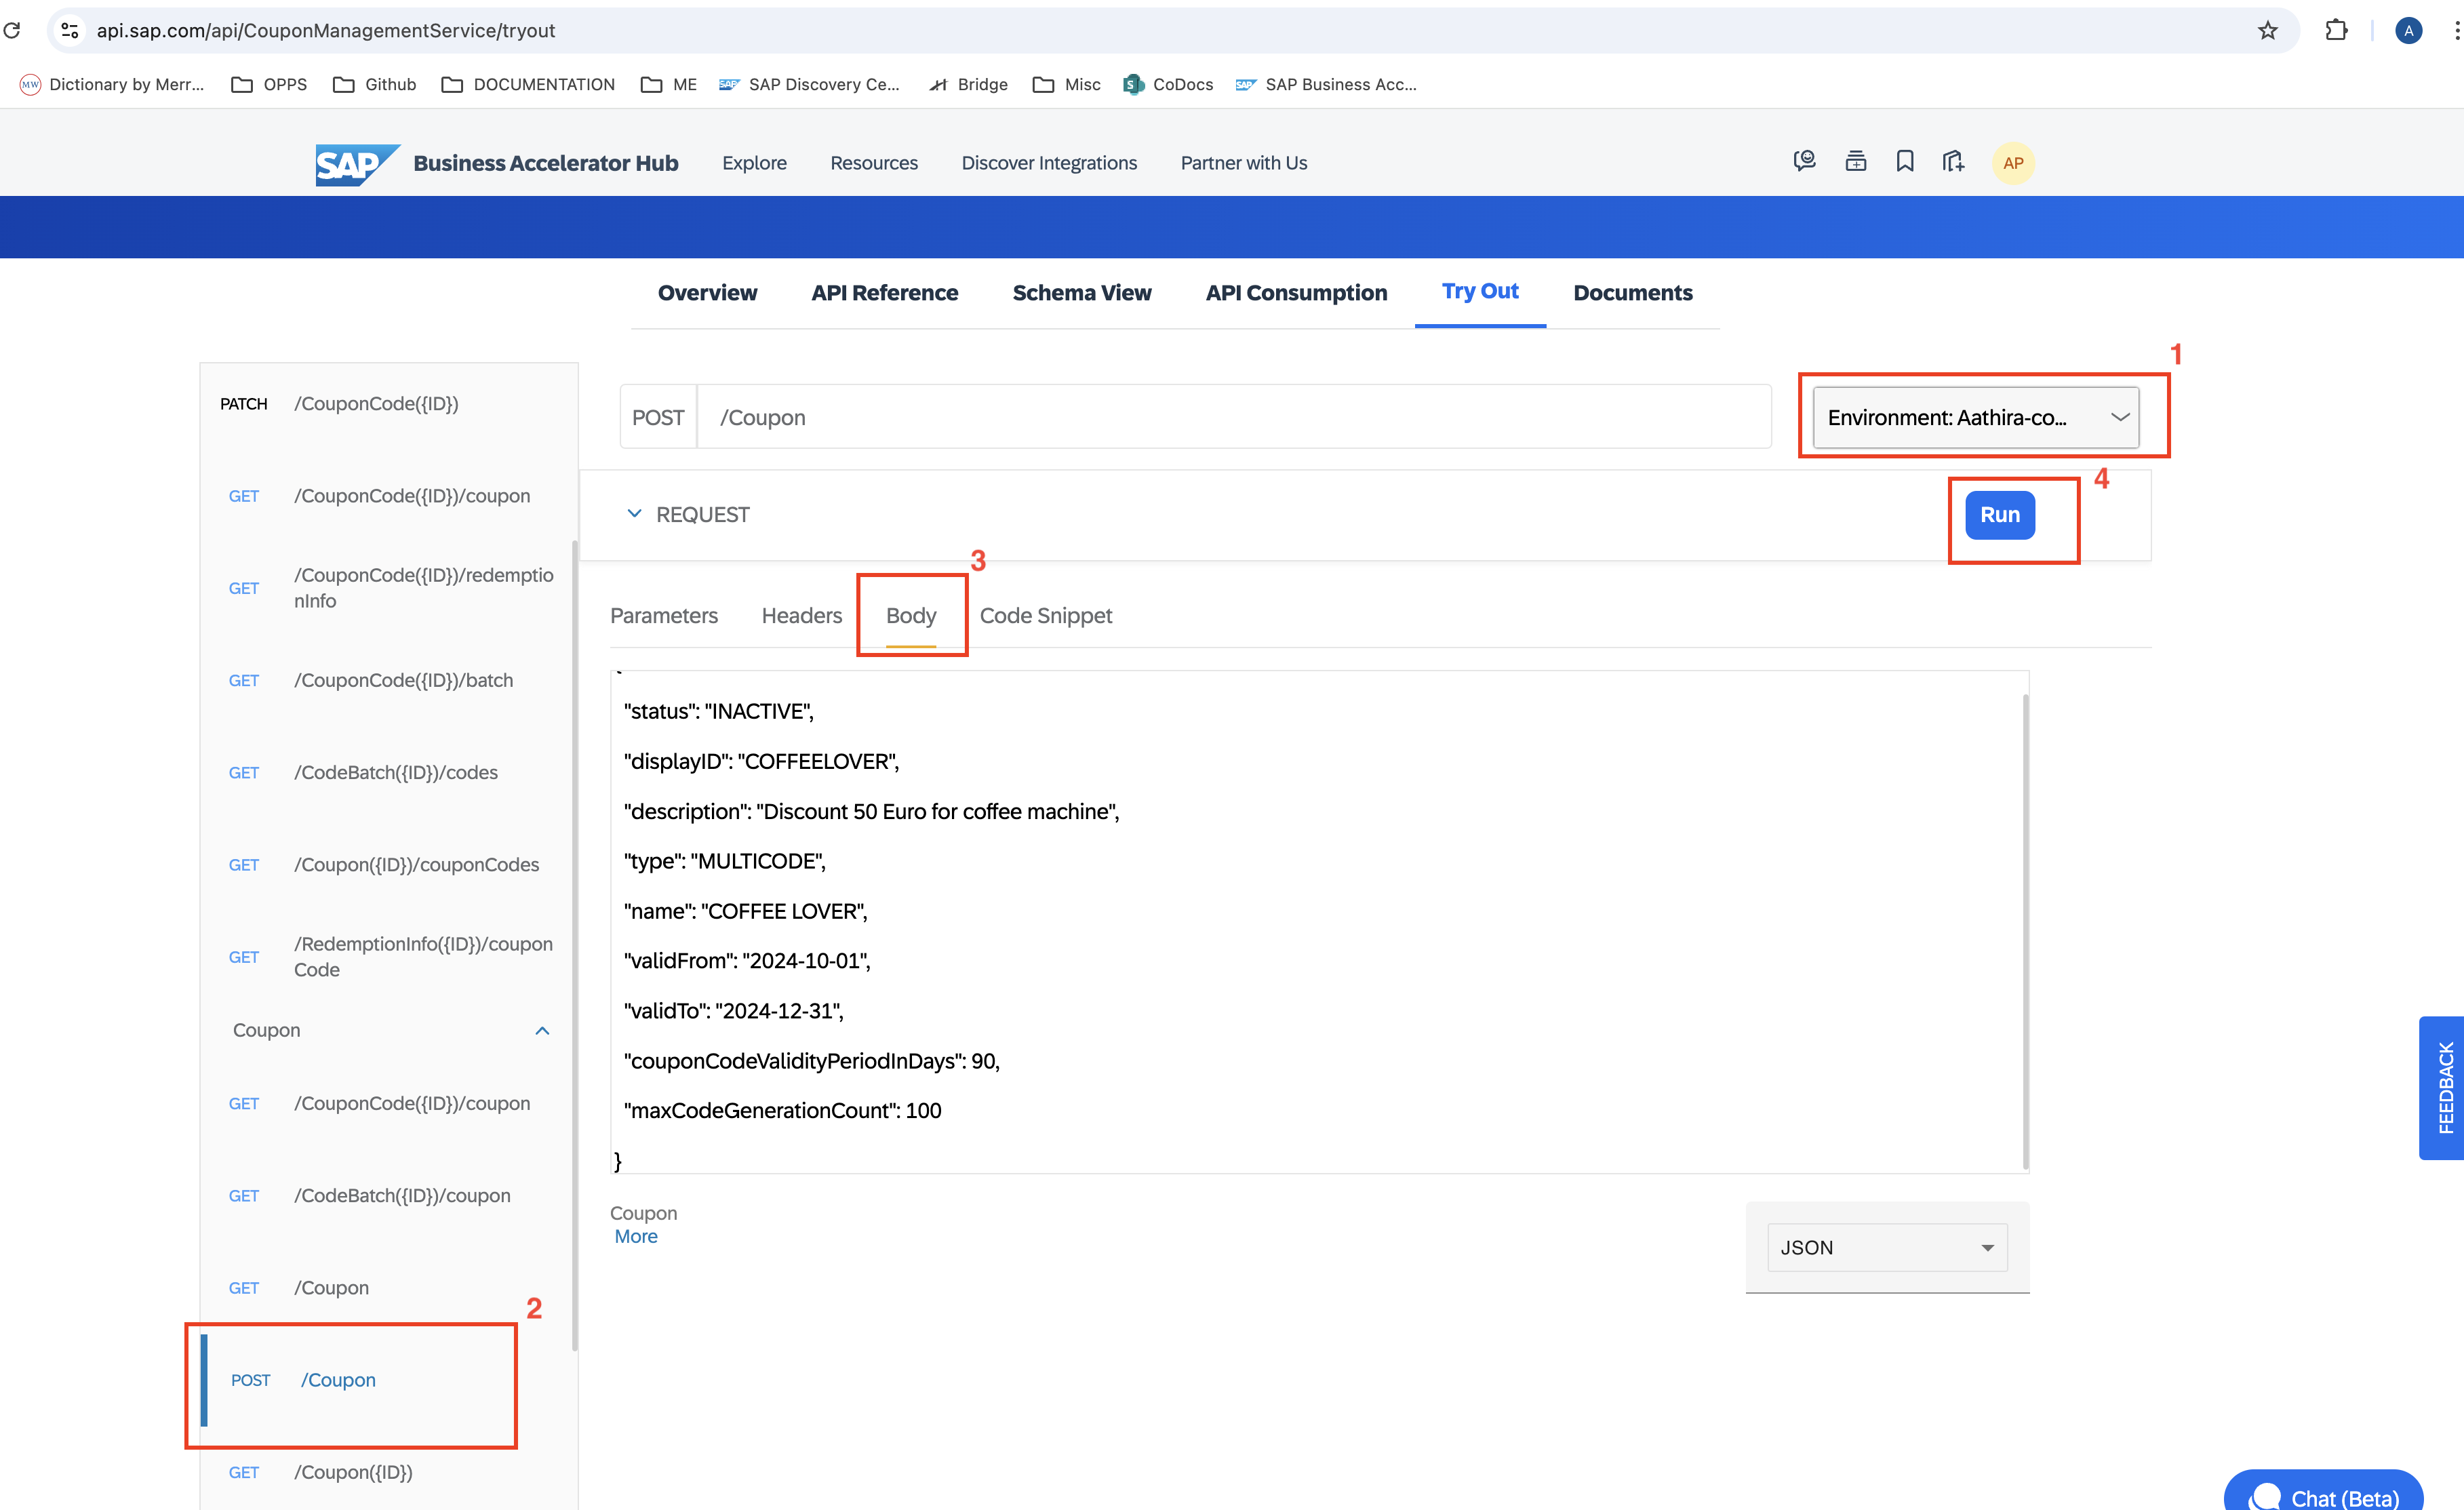 api.sap.com/api/CouponManagementService/tryout
A
MW Dictionary by Merr...
OPPS
Github
DOCUMENTATION
ME
SAP SAP Discovery Ce...
Bridge
Misc
S CoDocs
SAP SAP Business Acc...
SAP Business Accelerator Hub
Explore
Resources
Discover Integrations
Partner with Us
AP
Overview
API Reference
Schema View
API Consumption
Try Out
Documents
1
PATCH /CouponCode({ID})
GET /CouponCode({ID})/coupon
GET /CouponCode({ID})/redemptio
nInfo
GET /CouponCode({ID})/batch
GET /CodeBatch({ID})/codes
GET /Coupon({ID})/couponCodes
GET /RedemptionInfo({ID})/coupon
Code
Coupon
GET /CouponCode({ID})/coupon
GET /CodeBatch({ID})/coupon
GET /Coupon
2
POST /Coupon
GET /Coupon({ID})
POST /Coupon
Environment: Aathira-co...
4
REQUEST
Run
3
Parameters
Headers
Body
Code Snippet
"status": "INACTIVE",
"displayID": "COFFEELOVER",
"description": "Discount 50 Euro for coffee machine",
"type": "MULTICODE",
"name": "COFFEE LOVER",
"validFrom": "2024-10-01",
"validTo": "2024-12-31",
"couponCodeValidityPeriodInDays": 90,
"maxCodeGenerationCount": 100
}
Coupon
More
JSON
FEEDBACK
Chat (Beta)